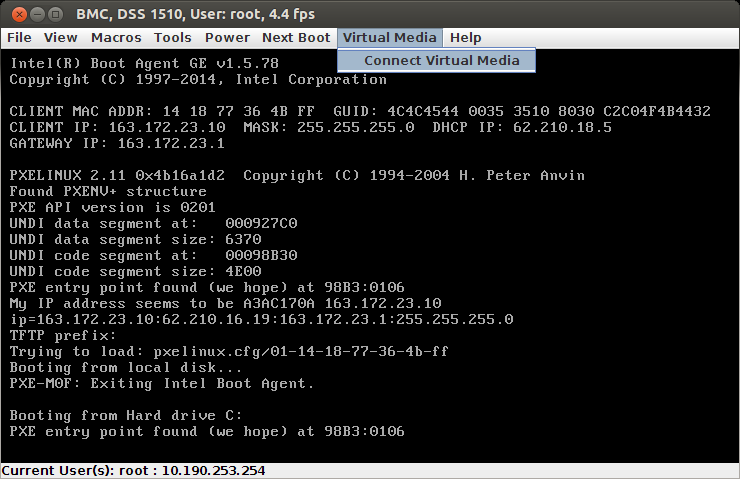 BMC, DSS 1510, User: root, 4.4 fps
File View Macros Tools Power Next Boot Virtual Media Help
Connect Virtual Media
Intel(R) Boot Agent GE v1.5.78
Copyright (C) 1997-2014, Intel Corporation
CLIENT MAC ADDR: 14 18 77 36 4B FF GUID: 4C4C4544 0035 3510 8030 C2C04F4B4432
CLIENT IP: 163.172.23.10 MASK: 255.255.255.0 DHCP IP: 62.210.18.5
GATEWAY IP: 163.172.23.1
PXELINUX 2.11 0x4b16a1d2 Copyright (C) 1994-2004 H. Peter Anvin
Found PXENV+ structure
PXE API version is 0201
UNDI data segment at: 000927C0
UNDI data segment size: 6370
UNDI code segment at: 00098B30
UNDI code segment size: 4E00
PXE entry point found (we hope) at 98B3:0106
My IP address seems to be A3AC170A 163.172.23.10
ip=163.172.23.10:62.210.16.19:163.172.23.1:255.255.255.0
TFTP prefix:
Trying to load: pxelinux.cfg/01-14-18-77-36-4b-ff
Booting from local disk...
PXE-M0F: Exiting Intel Boot Agent.
Booting from Hard drive C:
PXE entry point found (we hope) at 98B3:0106
Current User(s): root : 10.190.253.254